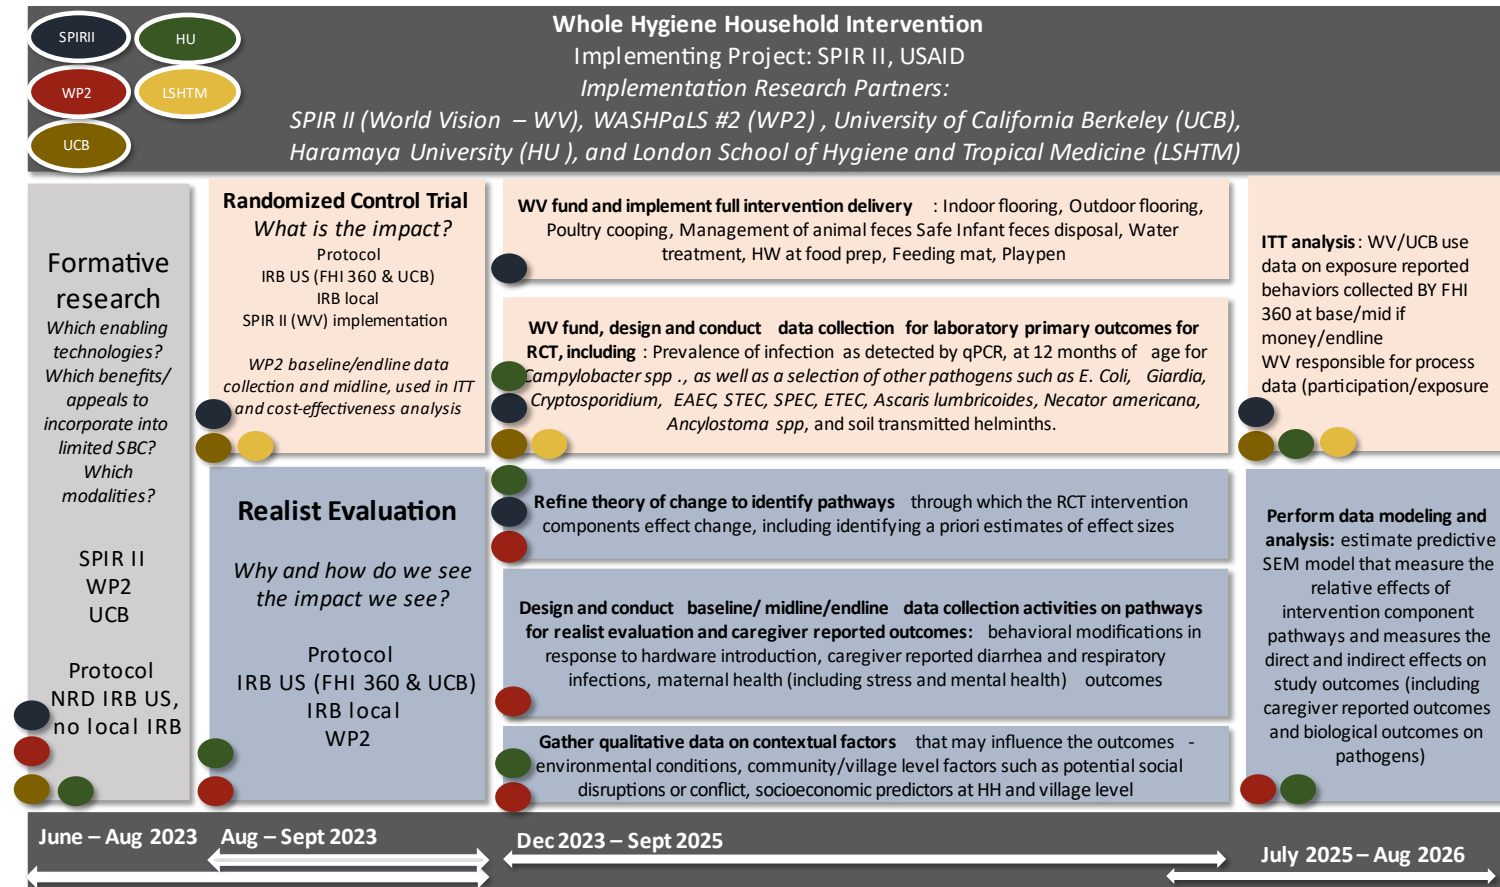 SPIRII
HU
WP2
LSHTM
UCB
Whole Hygiene Household Intervention
Implementing Project: SPIR II, USAID
Implementation Research Partners:
SPIR II (World Vision – WV), WASHPaLS #2 (WP2) , University of California Berkeley (UCB),
Haramaya University (HU ), and London School of Hygiene and Tropical Medicine (LSHTM)
Formative
research
Which enabling
technologies?
Which benefits/
appeals to
incorporate into
limited SBC?
Which
modalities?
SPIR II
WP2
UCB
Protocol
NRD IRB US,
no local IRB
Randomized Control Trial
What is the impact?
Protocol
IRB US (FHI 360 & UCB)
IRB local
SPIR II (WV) implementation
WP2 baseline/endline data
collection and midline, used in ITT
and cost-effectiveness analysis
Realist Evaluation
Why and how do we see
the impact we see?
Protocol
IRB US (FHI 360 & UCB)
IRB local
WP2
WV fund and implement full intervention delivery : Indoor flooring, Outdoor flooring,
Poultry cooping, Management of animal feces Safe Infant feces disposal, Water
treatment, HW at food prep, Feeding mat, Playpen
WV fund, design and conduct data collection for laboratory primary outcomes for
RCT, including : Prevalence of infection as detected by qPCR, at 12 months of age for
Campylobacter spp ., as well as a selection of other pathogens such as E. Coli, Giardia,
Cryptosporidium, EAEC, STEC, SPEC, ETEC, Ascaris lumbricoides, Necator americana,
Ancylostoma spp, and soil transmitted helminths.
Refine theory of change to identify pathways through which the RCT intervention
components effect change, including identifying a priori estimates of effect sizes
Design and conduct baseline/ midline/endline data collection activities on pathways
for realist evaluation and caregiver reported outcomes: behavioral modifications in
response to hardware introduction, caregiver reported diarrhea and respiratory
infections, maternal health (including stress and mental health) outcomes
Gather qualitative data on contextual factors that may influence the outcomes -
environmental conditions, community/village level factors such as potential social
disruptions or conflict, socioeconomic predictors at HH and village level
ITT analysis : WV/UCB use
data on exposure reported
behaviors collected BY FHI
360 at base/mid if
money/endline
WV responsible for process
data (participation/exposure
Perform data modeling and
analysis: estimate predictive
SEM model that measure the
relative effects of
intervention component
pathways and measures the
direct and indirect effects on
study outcomes (including
caregiver reported outcomes
and biological outcomes on
pathogens)
June – Aug 2023
Aug – Sept 2023
Dec 2023 – Sept 2025
July 2025 – Aug 2026